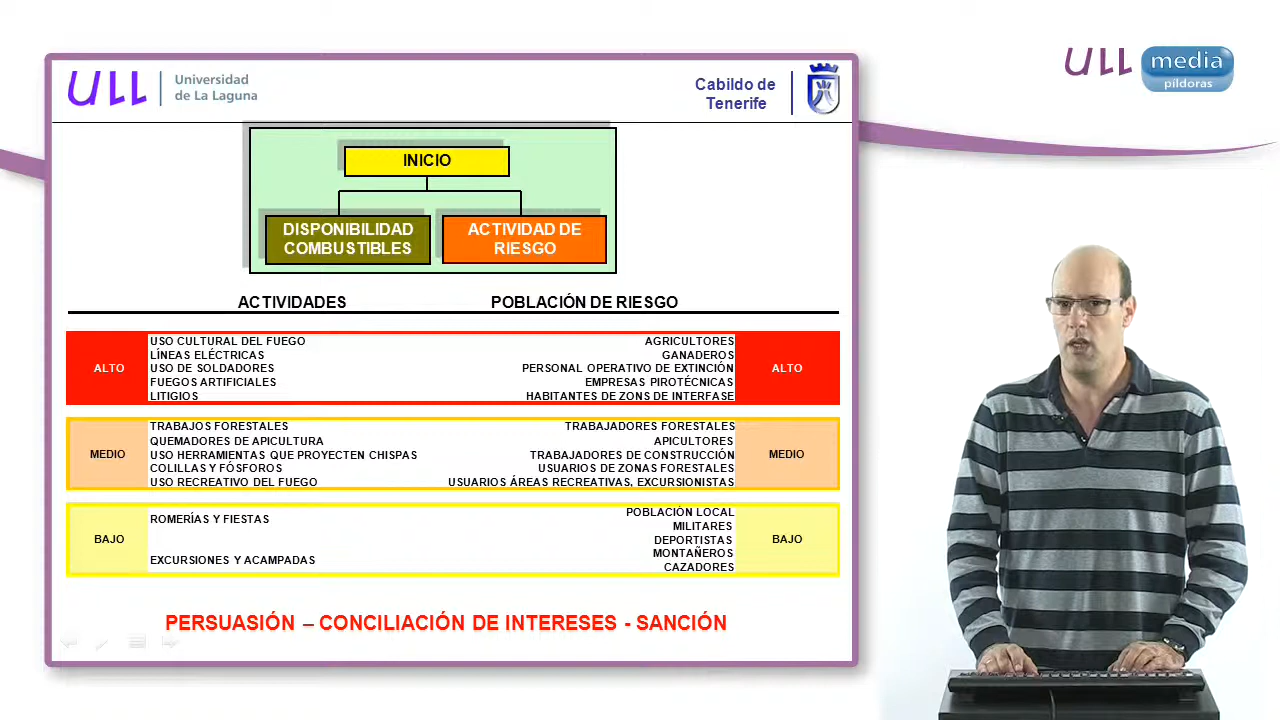 ULL
Universidad
de La Laguna
Cabildo de
Tenerife
ULL media
píldoras
INICIO
DISPONIBILIDAD
COMBUSTIBLES
ACTIVIDAD DE
RIESGO
ACTIVIDADES
POBLACIÓN DE RIESGO
ALTO
USO CULTURAL DEL FUEGO
LÍNEAS ELÉCTRICAS
USO DE SOLDADORES
FUEGOS ARTIFICIALES
LITIGIOS
AGRICULTORES
GANADEROS
PERSONAL OPERATIVO DE EXTINCIÓN
EMPRESAS PIROTÉCNICAS
HABITANTES DE ZONS DE INTERFASE
ALTO
MEDIO
TRABAJOS FORESTALES
QUEMADORES DE APICULTURA
USO HERRAMIENTAS QUE PROYECTEN CHISPAS
COLILLAS Y FÓSFOROS
USO RECREATIVO DEL FUEGO
TRABAJADORES FORESTALES
APICULTORES
TRABAJADORES DE CONSTRUCCIÓN
USUARIOS DE ZONAS FORESTALES
USUARIOS ÁREAS RECREATIVAS, EXCURSIONISTAS
MEDIO
BAJO
ROMERÍAS Y FIESTAS
EXCURSIONES Y ACAMPADAS
POBLACIÓN LOCAL
MILITARES
DEPORTISTAS
MONTAÑEROS
CAZADORES
BAJO
PERSUASIÓN – CONCILIACIÓN DE INTERESES - SANCIÓN